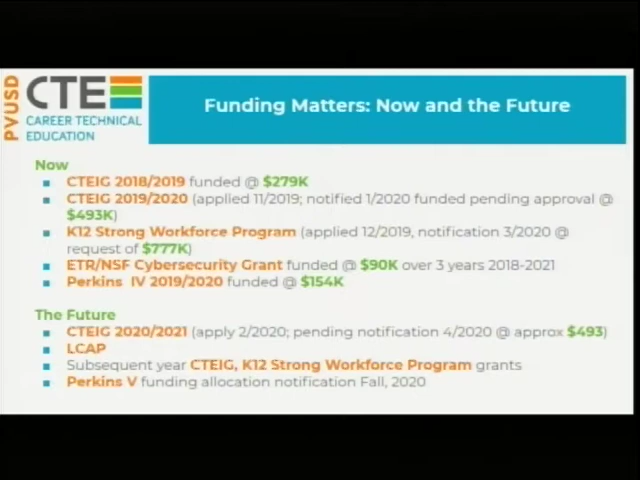 PVUSD
CTE
CAREER TECHNICAL
EDUCATION
Funding Matters: Now and the Future
Now
CTEIG 2018/2019 funded @ $279K
CTEIG 2019/2020 (applied 11/2019; notified 1/2020 funded pending approval @
$493K)
K12 Strong Workforce Program (applied 12/2019, notification 3/2020 @
request of $777K)
ETR/NSF Cybersecurity Grant funded @ $90K over 3 years 2018-2021
Perkins IV 2019/2020 funded @ $154K
The Future
CTEIG 2020/2021 (apply 2/2020; pending notification 4/2020 @ approx $493)
LCAP
Subsequent year CTEIG, K12 Strong Workforce Program grants
Perkins V funding allocation notification Fall, 2020